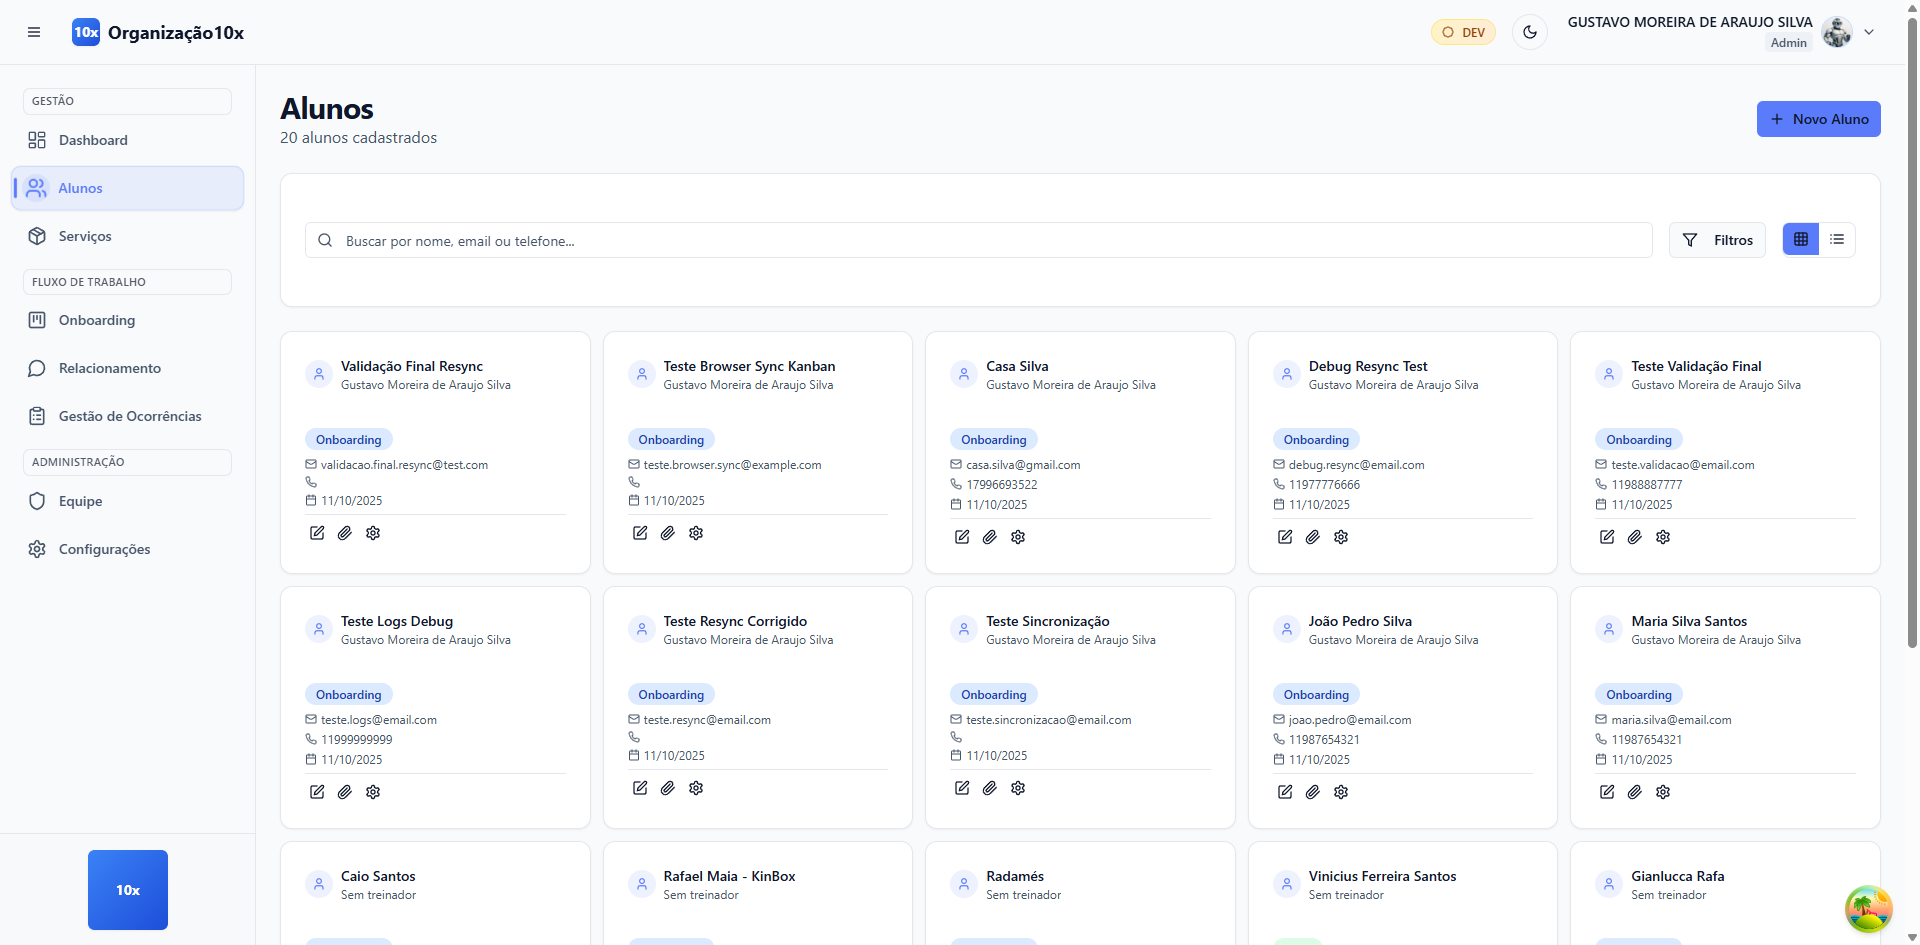 10x Organização10x
DEV
GUSTAVO MOREIRA DE ARAUJO SILVA
Admin
GESTÃO
Dashboard
Alunos
Serviços
FLUXO DE TRABALHO
Onboarding
Relacionamento
Gestão de Ocorrências
ADMINISTRAÇÃO
Equipe
Configurações
10x
Alunos
20 alunos cadastrados
+ Novo Aluno
Buscar por nome, email ou telefone...
Filtros
Validação Final Resync
Gustavo Moreira de Araujo Silva
Onboarding
validacao.final.resync@test.com
11/10/2025
Teste Browser Sync Kanban
Gustavo Moreira de Araujo Silva
Onboarding
teste.browser.sync@example.com
11/10/2025
Casa Silva
Gustavo Moreira de Araujo Silva
Onboarding
casa.silva@gmail.com
17996693522
11/10/2025
Debug Resync Test
Gustavo Moreira de Araujo Silva
Onboarding
debug.resync@email.com
11977776666
11/10/2025
Teste Validação Final
Gustavo Moreira de Araujo Silva
Onboarding
teste.validacao@email.com
11988887777
11/10/2025
Teste Logs Debug
Gustavo Moreira de Araujo Silva
Onboarding
teste.logs@email.com
11999999999
11/10/2025
Teste Resync Corrigido
Gustavo Moreira de Araujo Silva
Onboarding
teste.resync@email.com
11/10/2025
Teste Sincronização
Gustavo Moreira de Araujo Silva
Onboarding
teste.sincronizacao@email.com
11/10/2025
João Pedro Silva
Gustavo Moreira de Araujo Silva
Onboarding
joao.pedro@email.com
11987654321
11/10/2025
Maria Silva Santos
Gustavo Moreira de Araujo Silva
Onboarding
maria.silva@email.com
11987654321
11/10/2025
Caio Santos
Sem treinador
Rafael Maia - KinBox
Sem treinador
Radamés
Sem treinador
Vinicius Ferreira Santos
Sem treinador
Gianlucca Rafa
Sem treinador